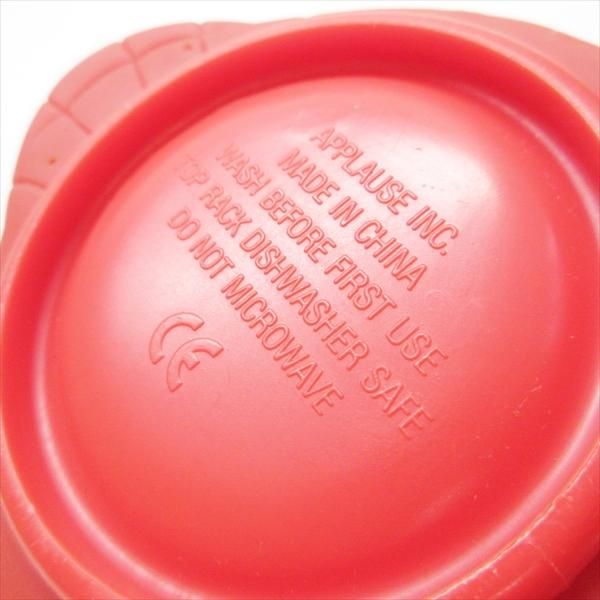 APPLAUSE INC.
MADE IN CHINA
WASH BEFORE FIRST USE
TOP RACK DISHWASHER SAFE
DO NOT MICROWAVE
CE